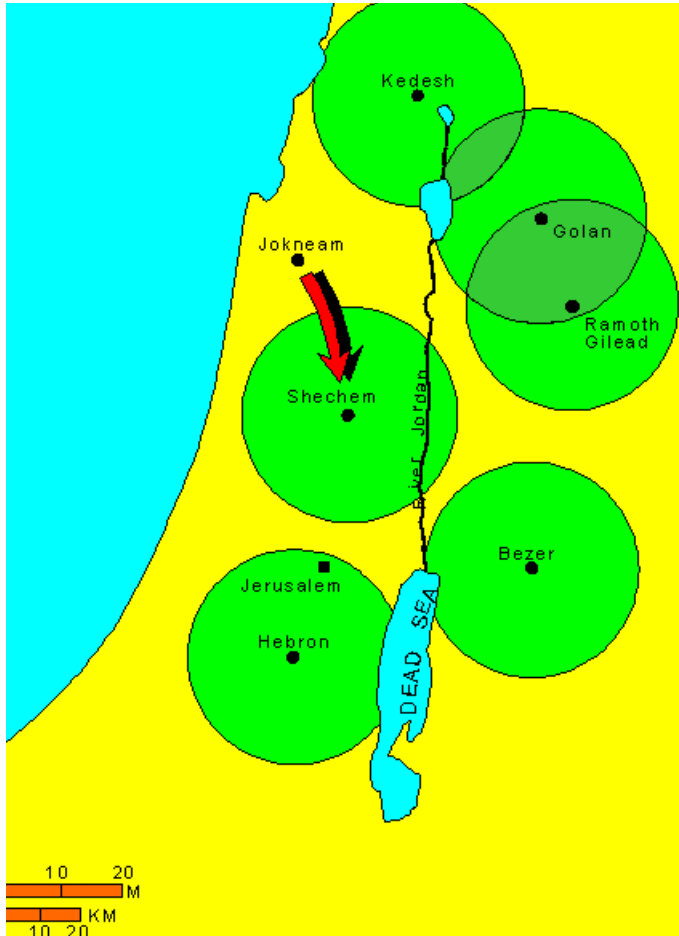 Kedesh
Golan
Jokneam
Ramoth
Gilead
Shechem
River Jordan
Bezer
Jerusalem
DEAD SEA
Hebron
10 20
M
KM
10 20